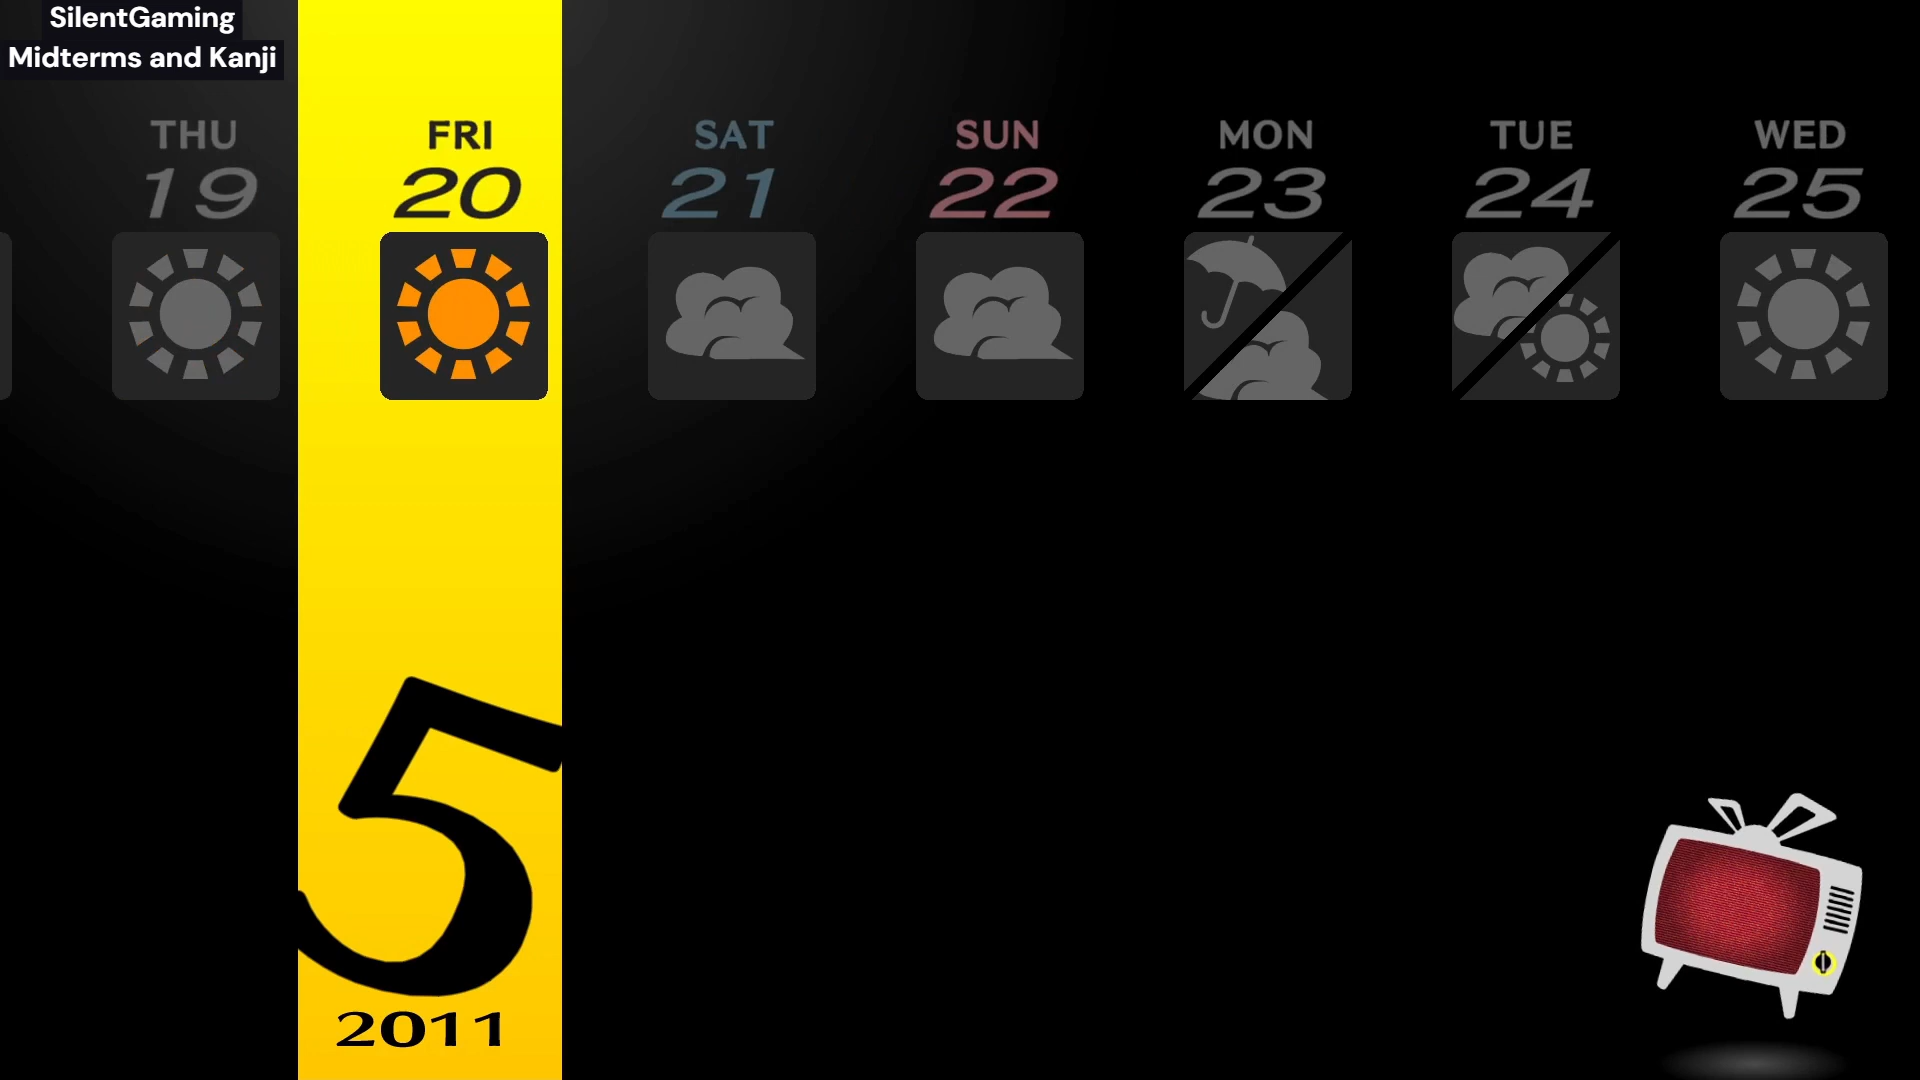 SilentGaming
Midterms and Kanji
THU FRI SAT SUN MON TUE WED
19 20 21 22 23 24 25
5
2011